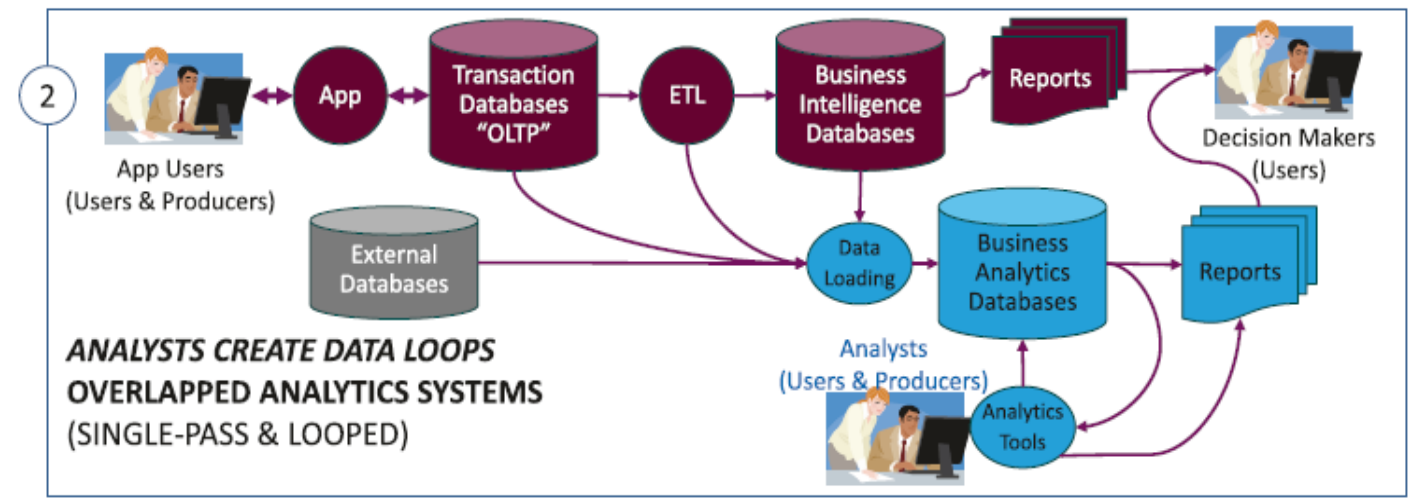 2
App
Transaction
Databases
“OLTP”
ETL
Business
Intelligence
Databases
Reports
App Users
(Users & Producers)
Decision Makers
(Users)
External
Databases
Data
Loading
Business
Analytics
Databases
Reports
ANALYSTS CREATE DATA LOOPS
OVERLAPPED ANALYTICS SYSTEMS
(SINGLE-PASS & LOOPED)
Analysts
(Users & Producers)
Analytics
Tools